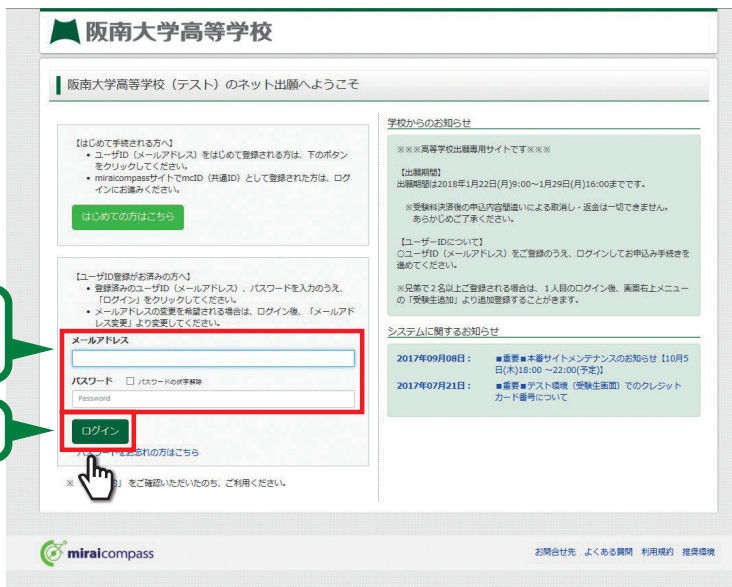 阪南大学高等学校
阪南大学高等学校（テスト）のネット出願へようこそ
【はじめて手続される方へ】
• ユーザID（メールアドレス）をはじめて登録される方は、下のボタン
をクリックしてください。
• miraicompassサイトでmcID（共通ID）として登録された方は、ログ
インにお進みください。
はじめての方はこちら
【ユーザID登録がお済みの方へ】
• 登録済みのユーザID（メールアドレス）、パスワードを入力のうえ、
「ログイン」をクリックしてください。
• メールアドレスの変更を希望される場合は、ログイン後、「メールアド
レス変更」より変更してください。
メールアドレス
パスワード □ パスワードの伏字解除
Password
ログイン
パスワードをお忘れの方はこちら
※ 」をご確認いただいたのち、ご利用ください。
学校からのお知らせ
※※※高等学校出願専用サイトです※※※
【出願期間】
出願期間は2018年1月22日(月)9:00～1月29日(月)16:00までです。
※受験料決済後の申込内容間違いによる取消し・返金は一切できません。
あらかじめご了承ください。
【ユーザーIDについて】
○ユーザID（メールアドレス）をご登録のうえ、ログインしてお申込み手続きを
進めてください。
※兄弟で２名以上ご登録される場合は、１人目のログイン後、画面右上メニュー
の「受験生追加」より追加登録することができます。
システムに関するお知らせ
2017年09月08日： ■重要■本番サイトメンテナンスのお知らせ【10月5
日(木)18:00 ～22:00(予定)】
2017年07月21日： ■重要■テスト環境（受験生画面）でのクレジット
カード番号について
miraicompass
お問合せ先 よくある質問 利用規約 推奨環境